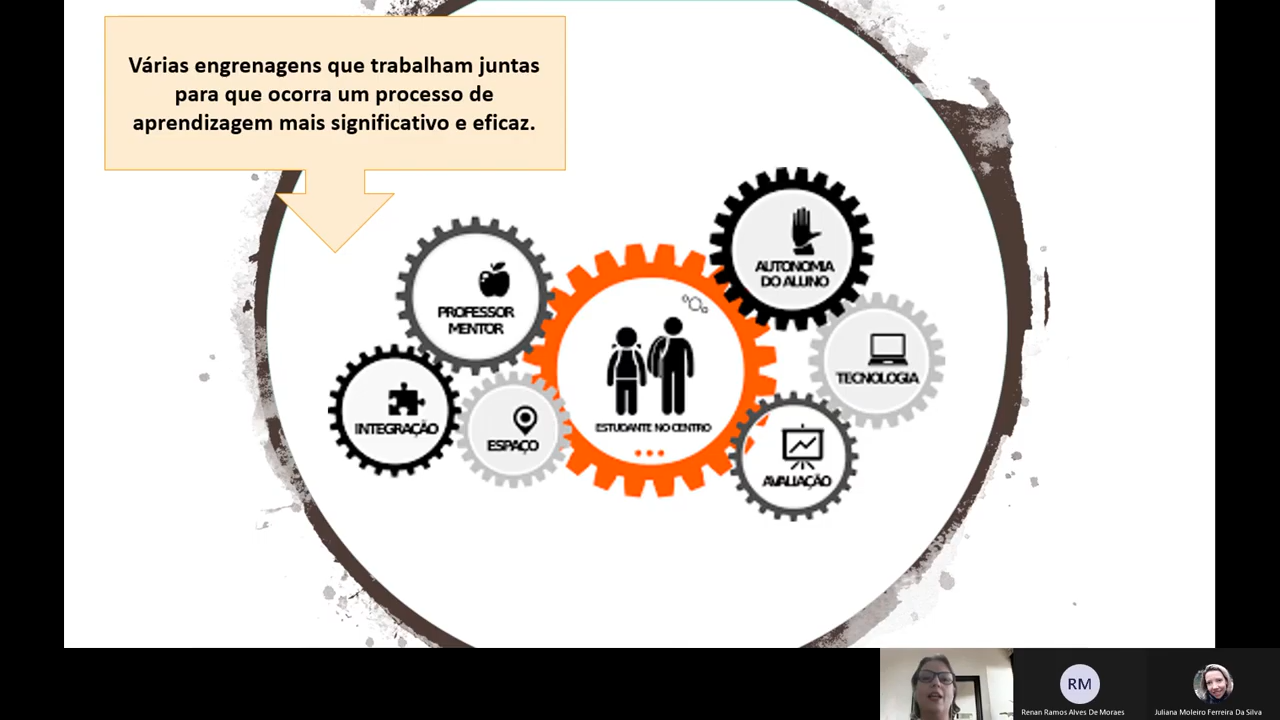 Várias engrenagens que trabalham juntas
para que ocorra um processo de
aprendizagem mais significativo e eficaz.
AUTONOMIA
DO ALUNO
PROFESSOR
MENTOR
TECNOLOGIA
INTEGRAÇÃO
ESPAÇO
ESTUDANTE NO CENTRO
AVALIAÇÃO
RM
Renan Ramos Alves De Moraes
Juliana Moleiro Ferreira Da Silva